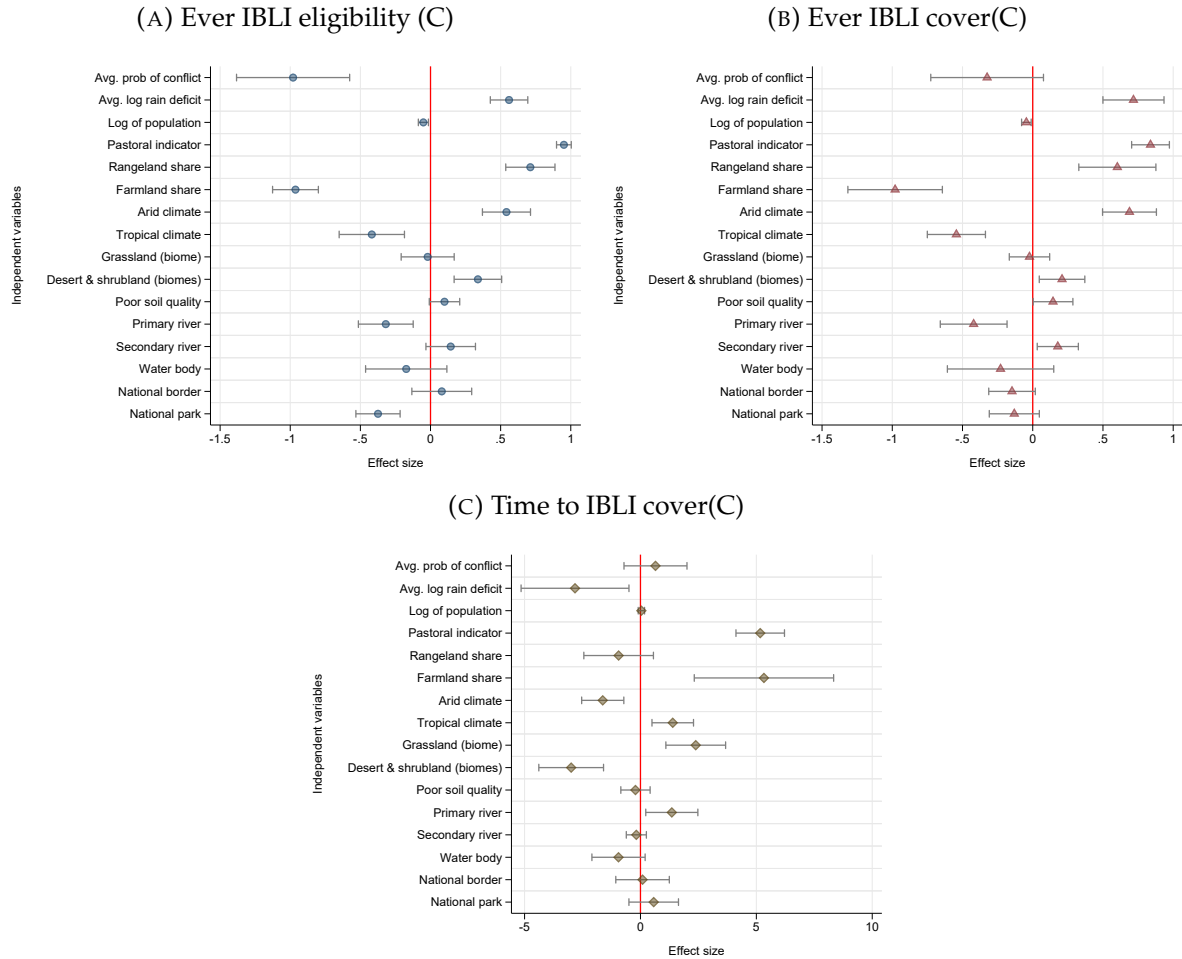 (A) Ever IBLI eligibility (C)
Independent variables
Avg. prob of conflict
Avg. log rain deficit
Log of population
Pastoral indicator
Rangeland share
Farmland share
Arid climate
Tropical climate
Grassland (biome)
Desert & shrubland (biomes)
Poor soil quality
Primary river
Secondary river
Water body
National border
National park
-1.5 -1 -.5 0 .5 1
Effect size
(B) Ever IBLI cover(C)
Independent variables
Avg. prob of conflict
Avg. log rain deficit
Log of population
Pastoral indicator
Rangeland share
Farmland share
Arid climate
Tropical climate
Grassland (biome)
Desert & shrubland (biomes)
Poor soil quality
Primary river
Secondary river
Water body
National border
National park
-1.5 -1 -.5 0 .5 1
Effect size
(C) Time to IBLI cover(C)
Independent variables
Avg. prob of conflict
Avg. log rain deficit
Log of population
Pastoral indicator
Rangeland share
Farmland share
Arid climate
Tropical climate
Grassland (biome)
Desert & shrubland (biomes)
Poor soil quality
Primary river
Secondary river
Water body
National border
National park
-5 0 5 10
Effect size